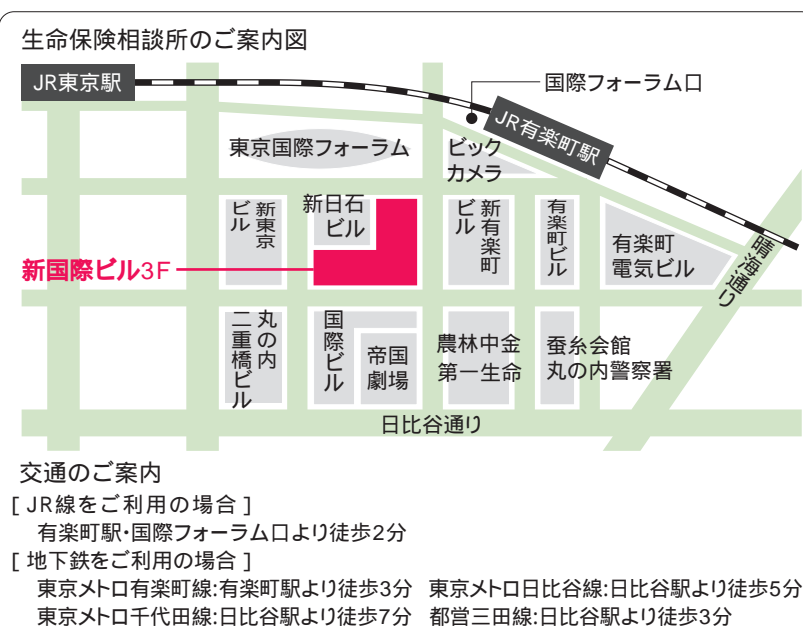 生命保険相談所のご案内図
JR東京駅
国際フォーラム口
JR有楽町駅
東京国際フォーラム
ビック
カメラ
新東京
ビル
新日石
ビル
新有楽町
ビル
有楽町ビル
有楽町
電気ビル
晴海通り
新国際ビル3F
丸の内
二重橋ビル
国際ビル
帝国
劇場
農林中金
第一生命
蚕糸会館
丸の内警察署
日比谷通り
交通のご案内
[ JR線をご利用の場合 ]
有楽町駅・国際フォーラム口より徒歩2分
[ 地下鉄をご利用の場合 ]
東京メトロ有楽町線:有楽町駅より徒歩3分 東京メトロ日比谷線:日比谷駅より徒歩5分
東京メトロ千代田線:日比谷駅より徒歩7分 都営三田線:日比谷駅より徒歩3分